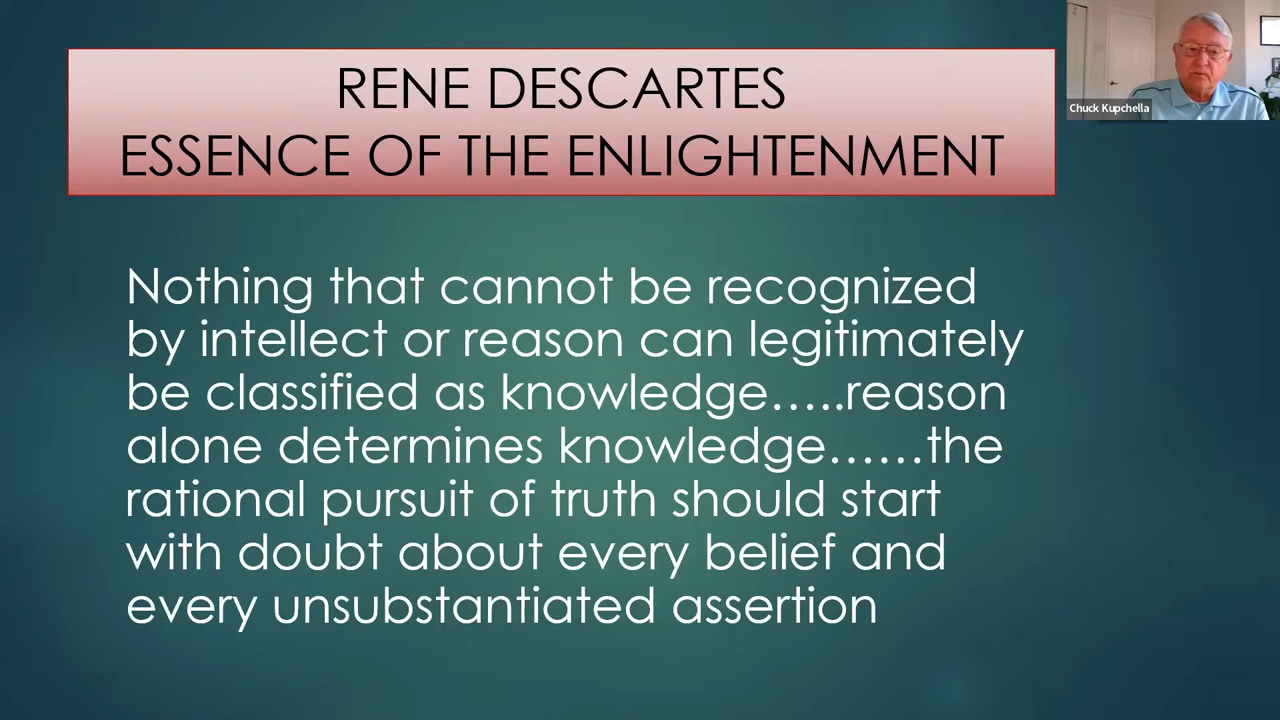 RENE DESCARTES
ESSENCE OF THE ENLIGHTENMENT
Chuck Kupchella
Nothing that cannot be recognized
by intellect or reason can legitimately
be classified as knowledge…..reason
alone determines knowledge……the
rational pursuit of truth should start
with doubt about every belief and
every unsubstantiated assertion